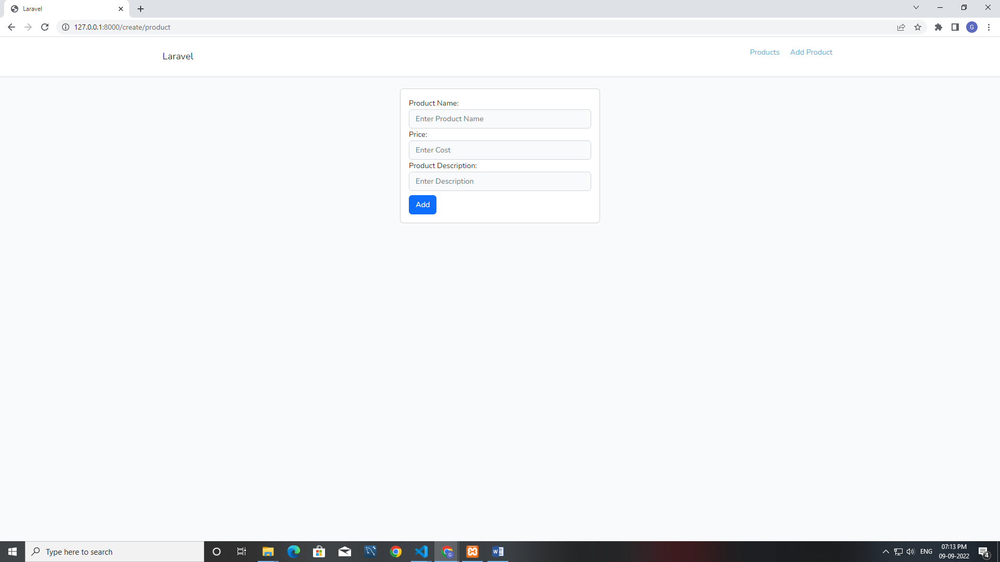 Laravel
127.0.0.1:8000/create/product
G
Laravel
Products
Add Product
Product Name:
Enter Product Name
Price:
Enter Cost
Product Description:
Enter Description
Add
Type here to search
G
W
ENG
07:13 PM
09-09-2022
4